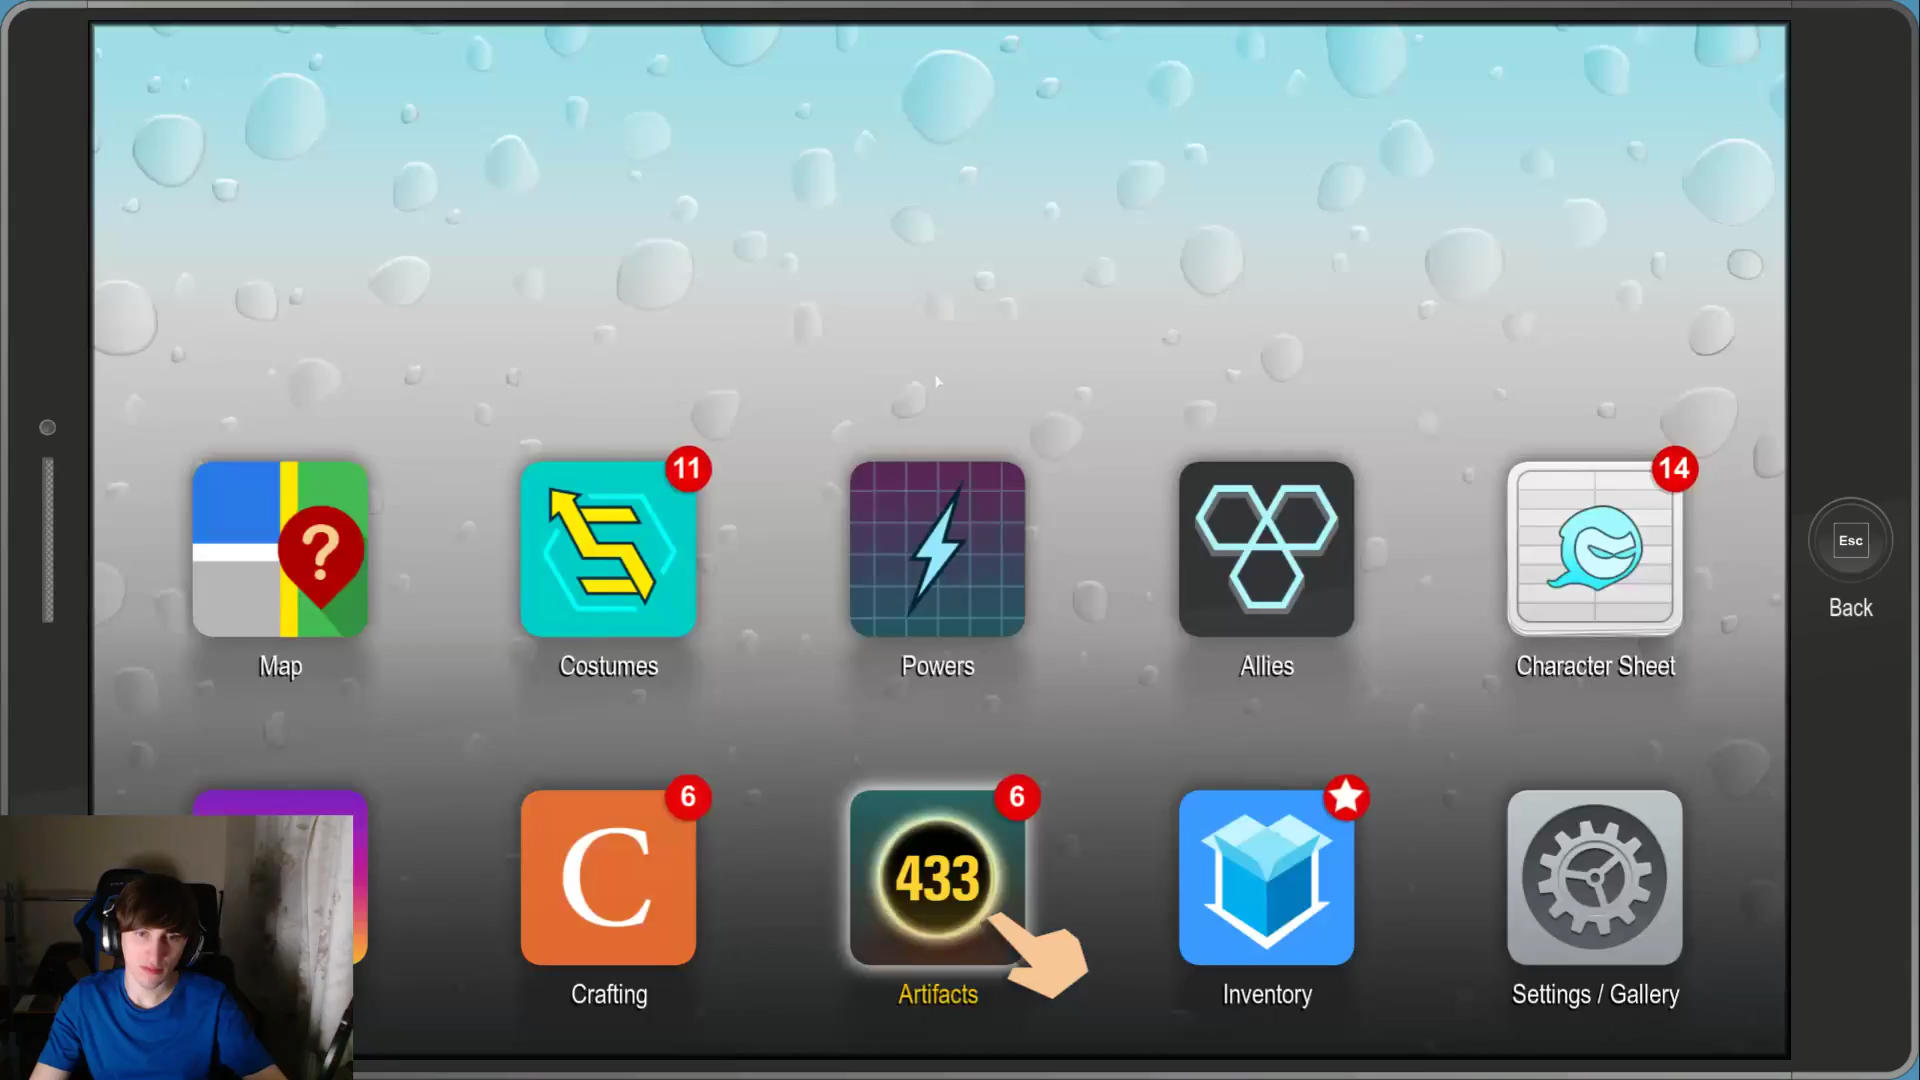 11
14
Esc
Back
Map
Costumes
Powers
Allies
Character Sheet
6
6
C
433
Crafting
Artifacts
Inventory
Settings / Gallery